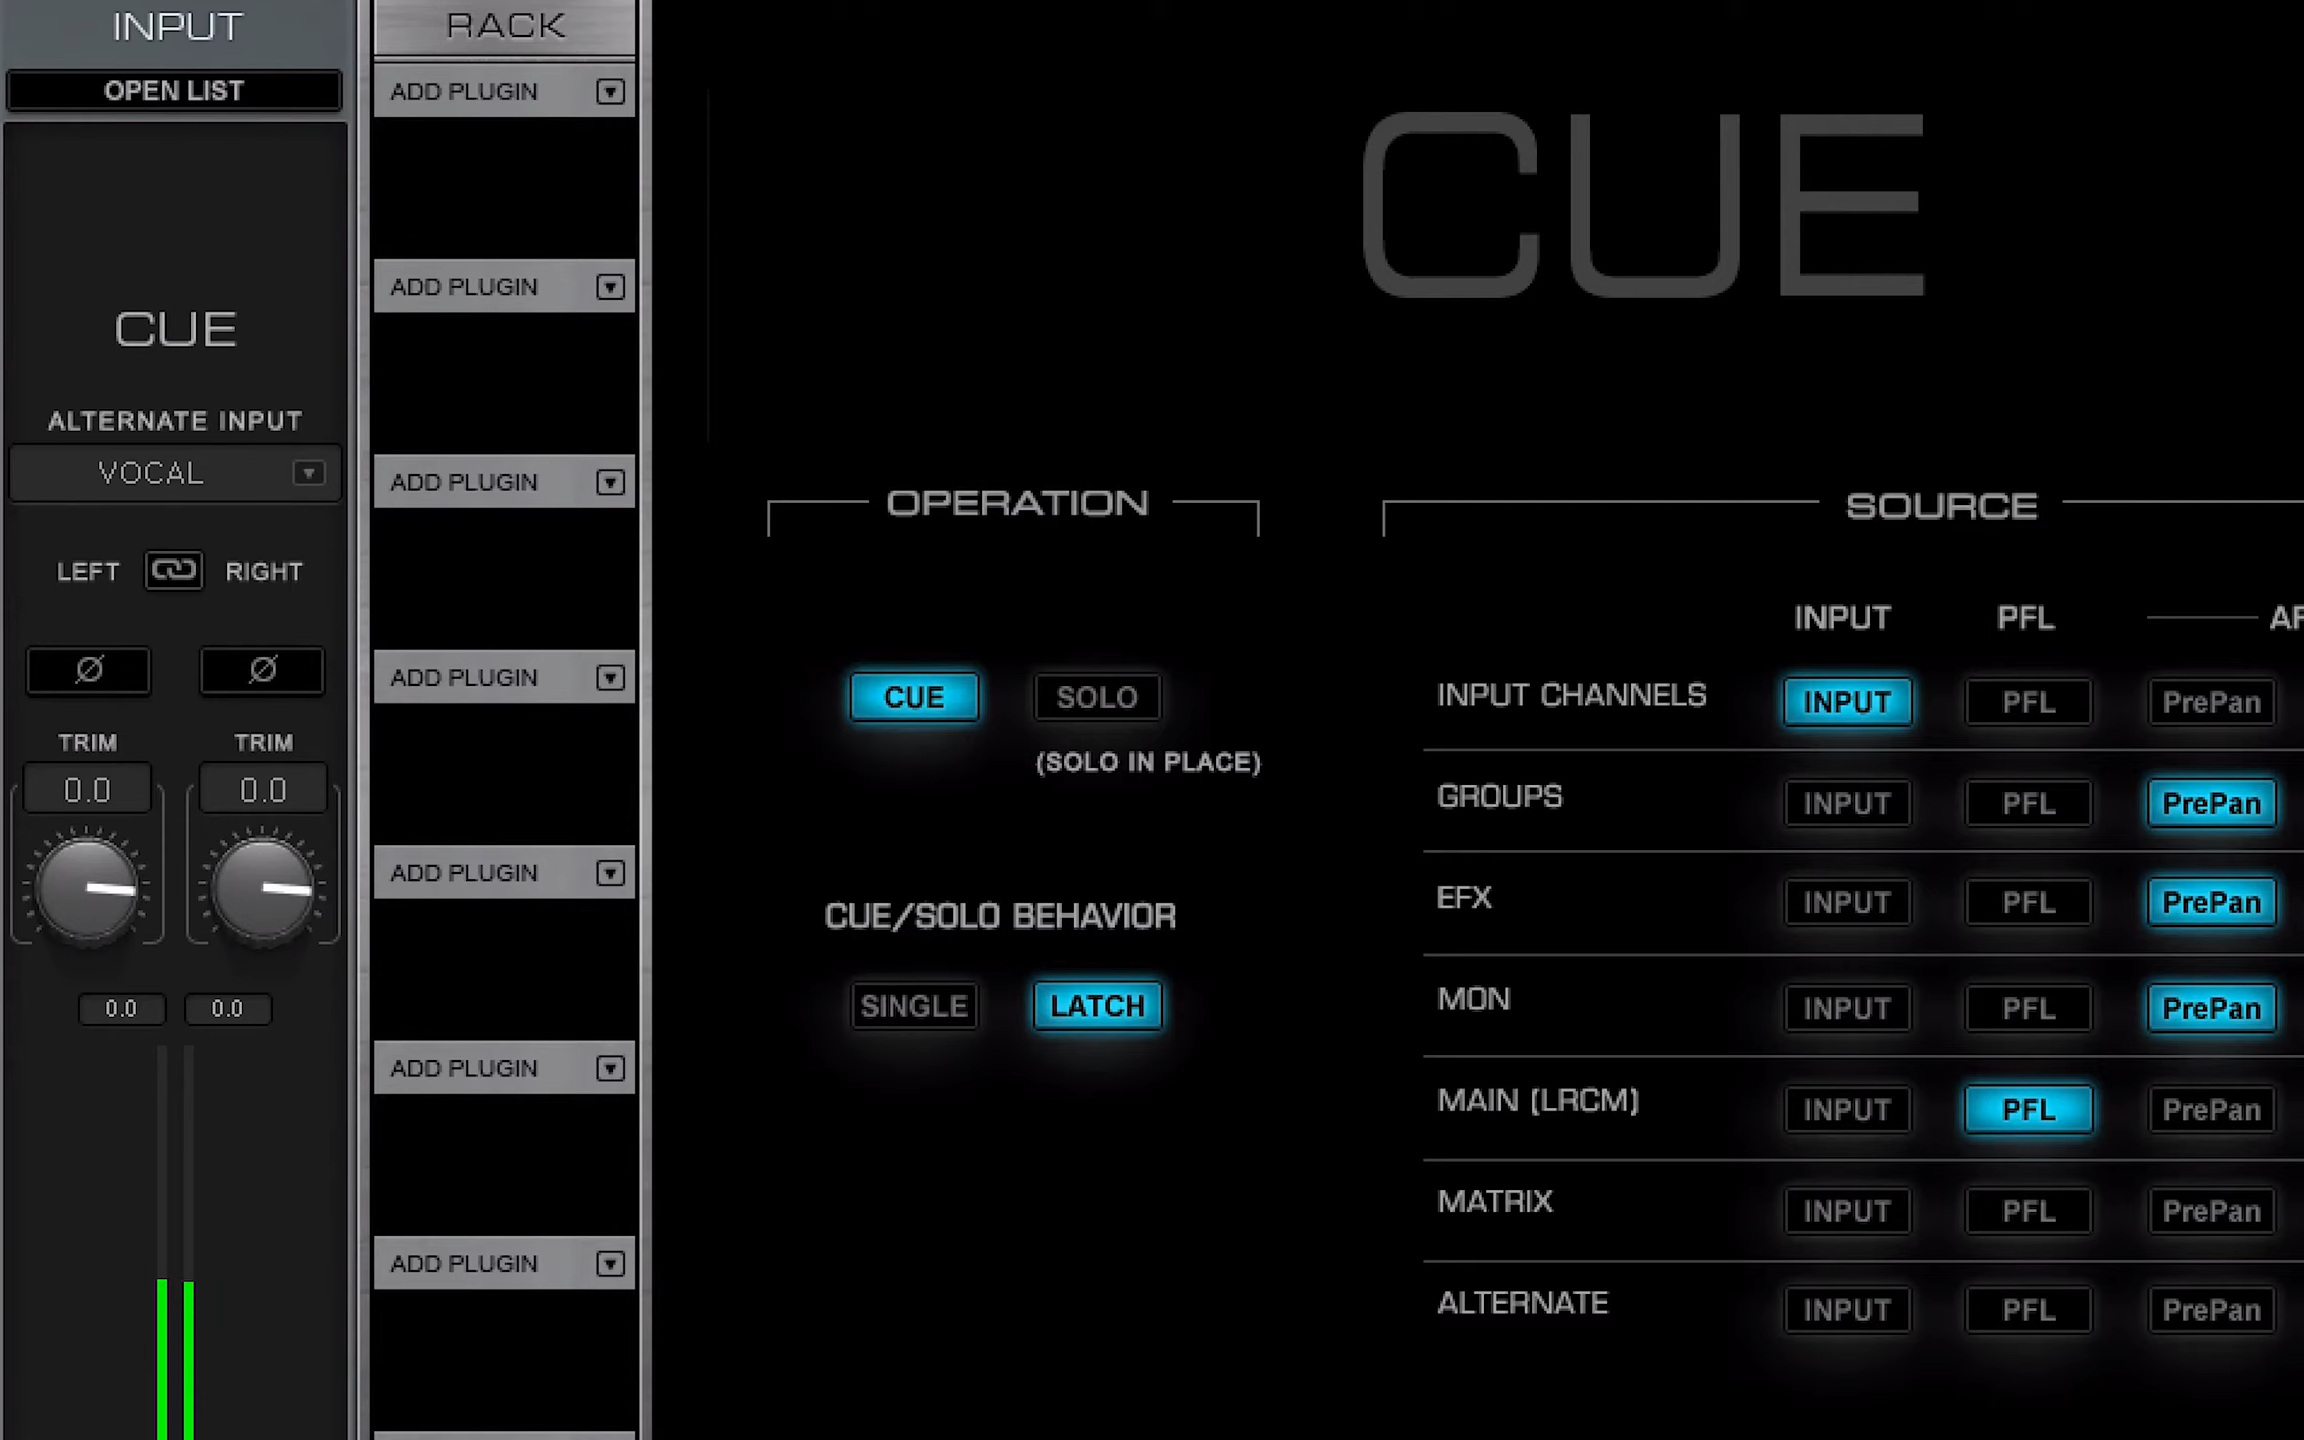 INPUT
OPEN LIST
CUE
ALTERNATE INPUT
VOCAL
LEFT RIGHT
Ø Ø
TRIM TRIM
0.0 0.0
0.0 0.0
RACK
ADD PLUGIN
ADD PLUGIN
ADD PLUGIN
ADD PLUGIN
ADD PLUGIN
ADD PLUGIN
ADD PLUGIN
CUE
OPERATION
CUE SOLO
(SOLO IN PLACE)
CUE/SOLO BEHAVIOR
SINGLE LATCH
SOURCE
INPUT PFL
INPUT CHANNELS INPUT PFL PrePan
GROUPS INPUT PFL PrePan
EFX INPUT PFL PrePan
MON INPUT PFL PrePan
MAIN (LRCM) INPUT PFL PrePan
MATRIX INPUT PFL PrePan
ALTERNATE INPUT PFL PrePan